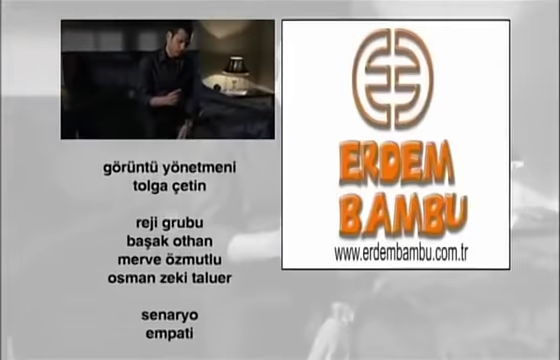 görüntü yönetmeni
tolga çetin
reji grubu
başak othan
merve özmutlu
osman zeki taluer
senaryo
empati
ERDEM
BAMBU
www.erdembambu.com.tr